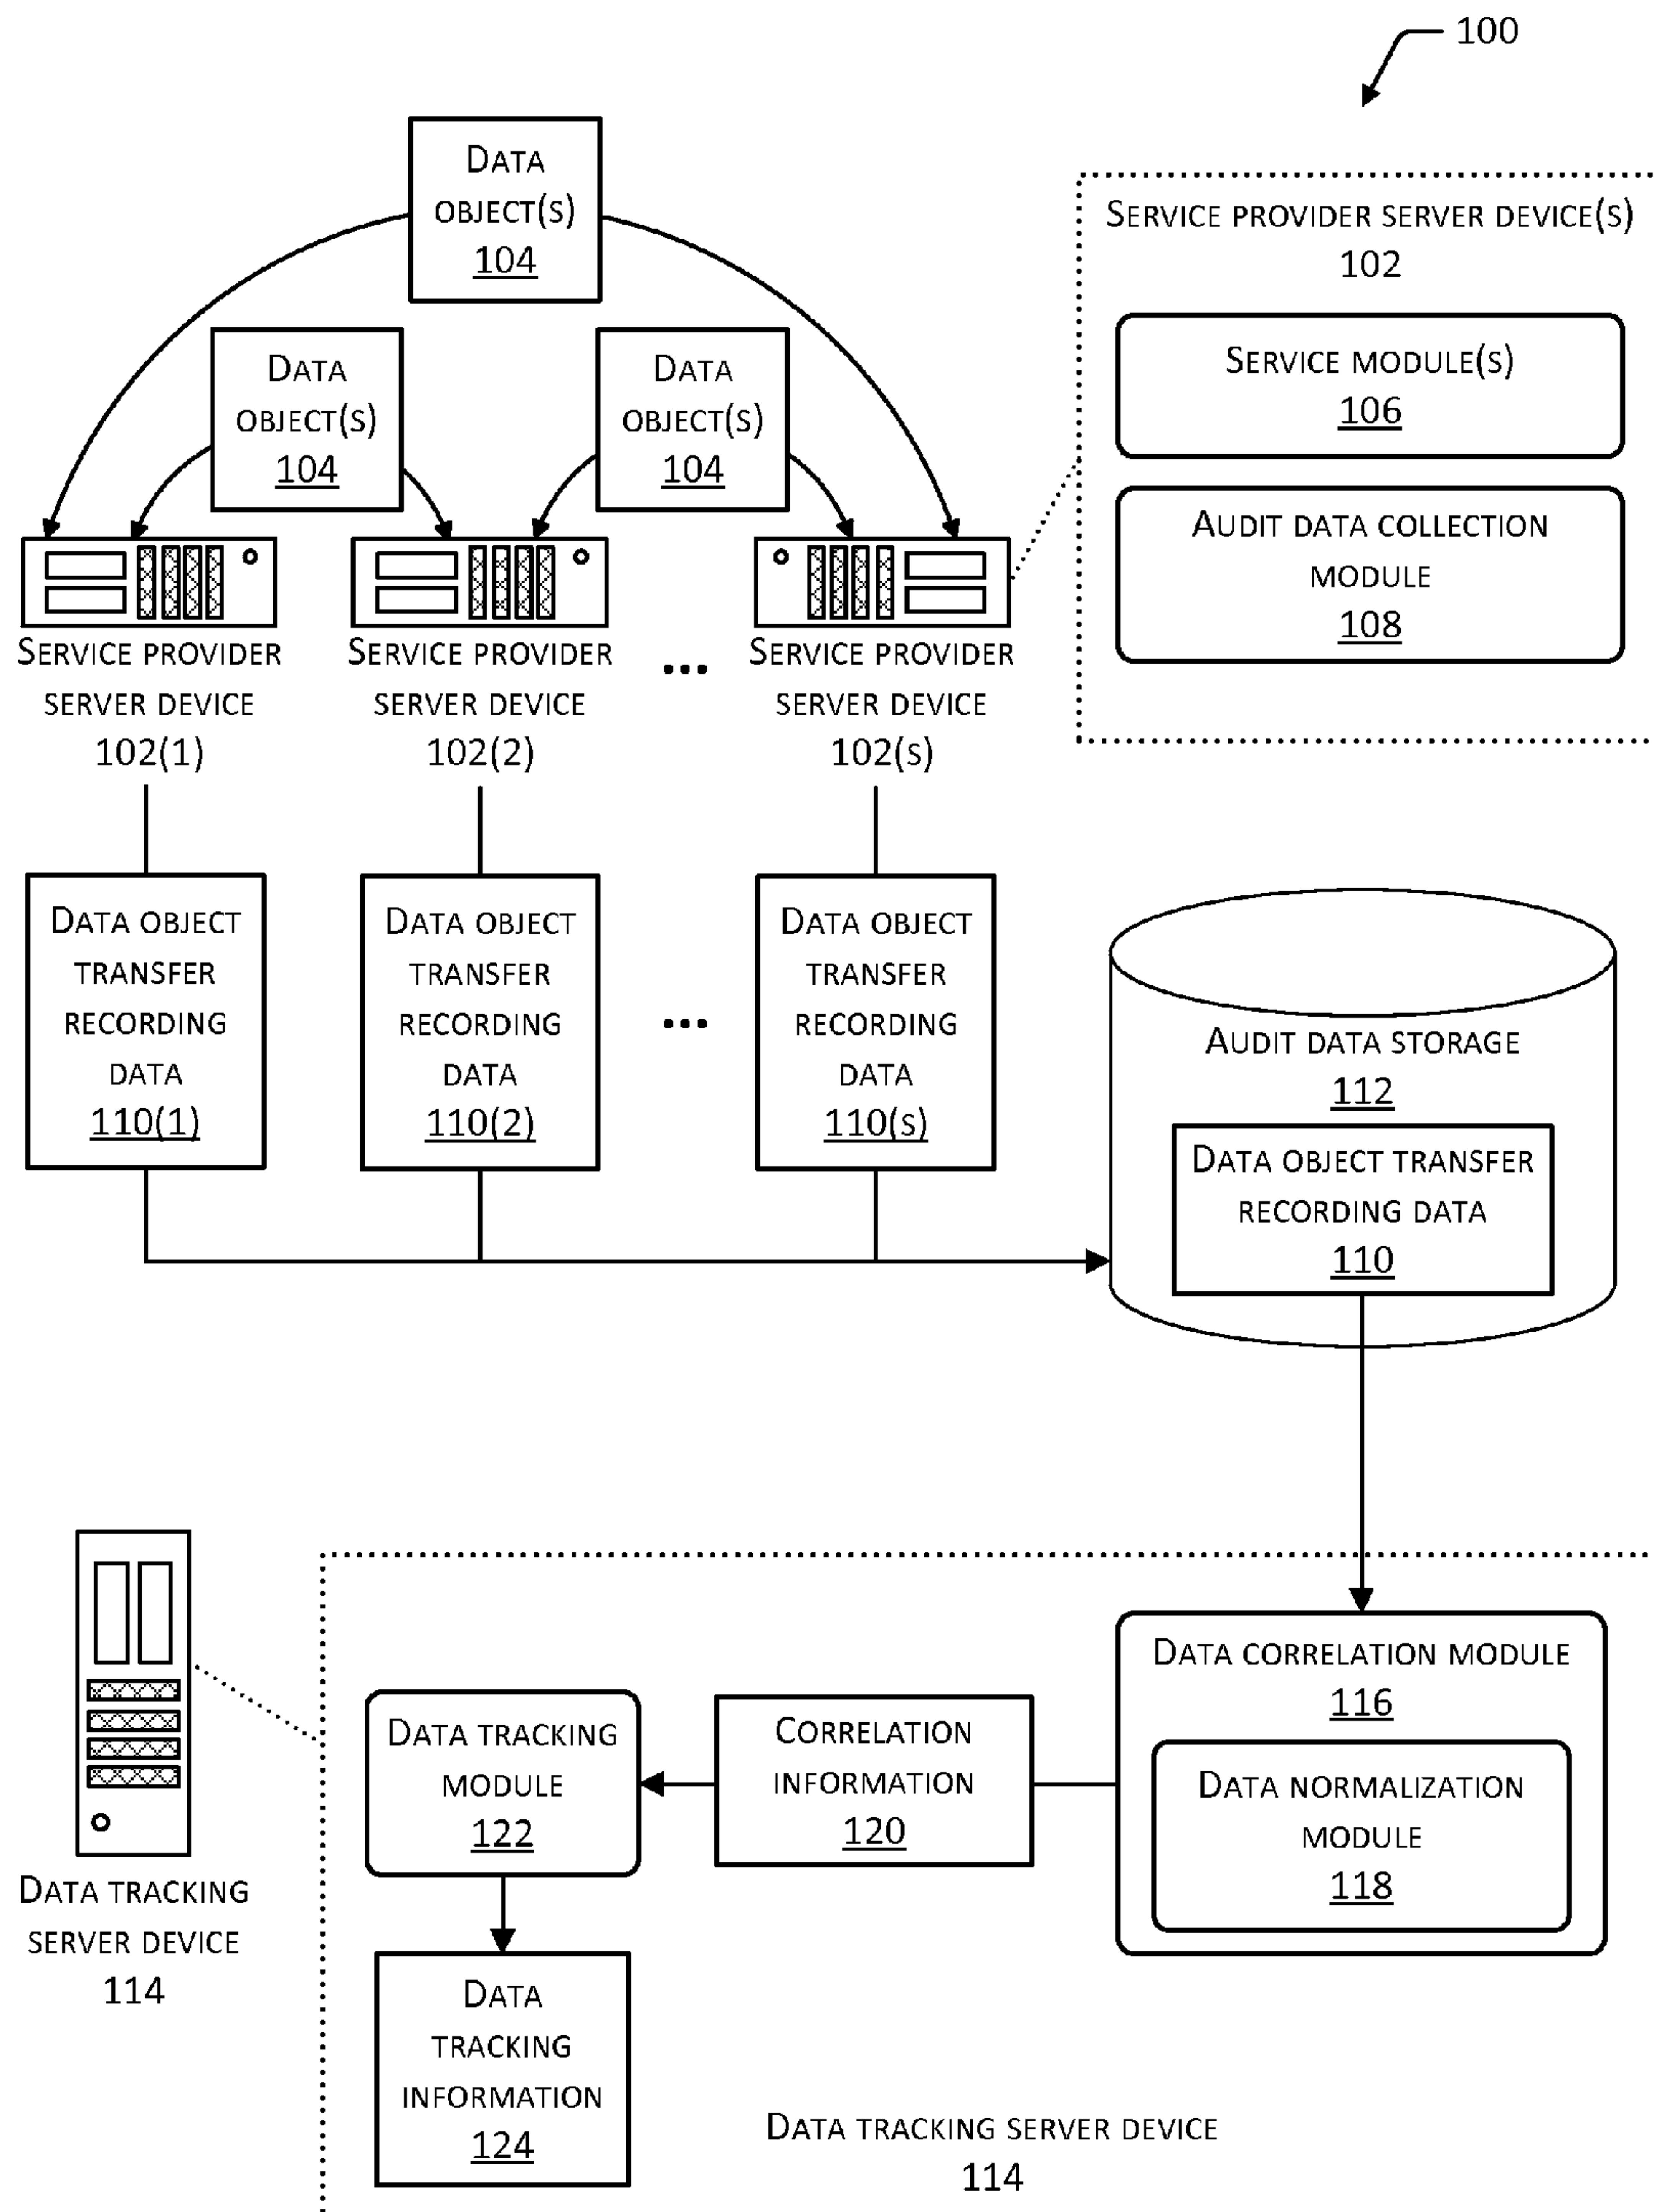 100
Data
object(s)
104
Data
object(s)
104
Data
object(s)
104
Service provider server device(s)
102
Service module(s)
106
Audit data collection
module
108
Service provider
server device
102(1)
Service provider
server device
102(2)
...
Service provider
server device
102(s)
Data object
transfer
recording
data
110(1)
Data object
transfer
recording
data
110(2)
...
Data object
transfer
recording
data
110(s)
Audit data storage
112
Data object transfer
recording data
110
Data tracking
server device
114
Data correlation module
116
Data normalization
module
118
Correlation
information
120
Data tracking
module
122
Data
tracking
information
124
Data tracking server device
114